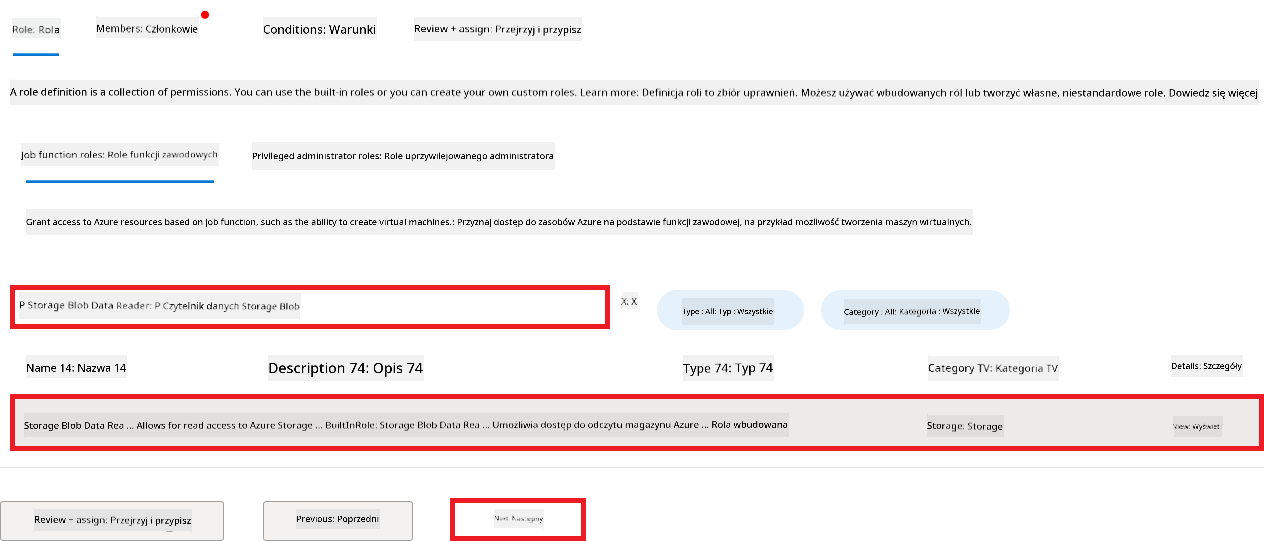 Role: Rola
Members: Członkowie
Conditions: Warunki
Review + assign: Przejrzyj i przypisz
A role definition is a collection of permissions. You can use the built-in roles or you can create your own custom roles. Learn more: Definicja roli to zbiór uprawnień. Możesz używać wbudowanych ról lub tworzyć własne, niestandardowe role. Dowiedz się więcej
Job function roles: Role funkcji zawodowych
Privileged administrator roles: Role uprzywilejowanego administratora
Grant access to Azure resources based on job function, such as the ability to create virtual machines.: Przyznaj dostęp do zasobów Azure na podstawie funkcji zawodowej, na przykład możliwość tworzenia maszyn wirtualnych.
P Storage Blob Data Reader: P Czytelnik danych Storage Blob
X: X
Type : All: Typ : Wszystkie
Category : All: Kategoria : Wszystkie
Name 14: Nazwa 14
Description 74: Opis 74
Type 74: Typ 74
Category TV: Kategoria TV
Details: Szczegóły
Storage Blob Data Rea ... Allows for read access to Azure Storage ... BuiltInRole: Storage Blob Data Rea ... Umożliwia dostęp do odczytu magazynu Azure ... Rola wbudowana
Storage: Storage
View: Wyświetl
Review + assign: Przejrzyj i przypisz
Previous: Poprzedni
Next: Następny